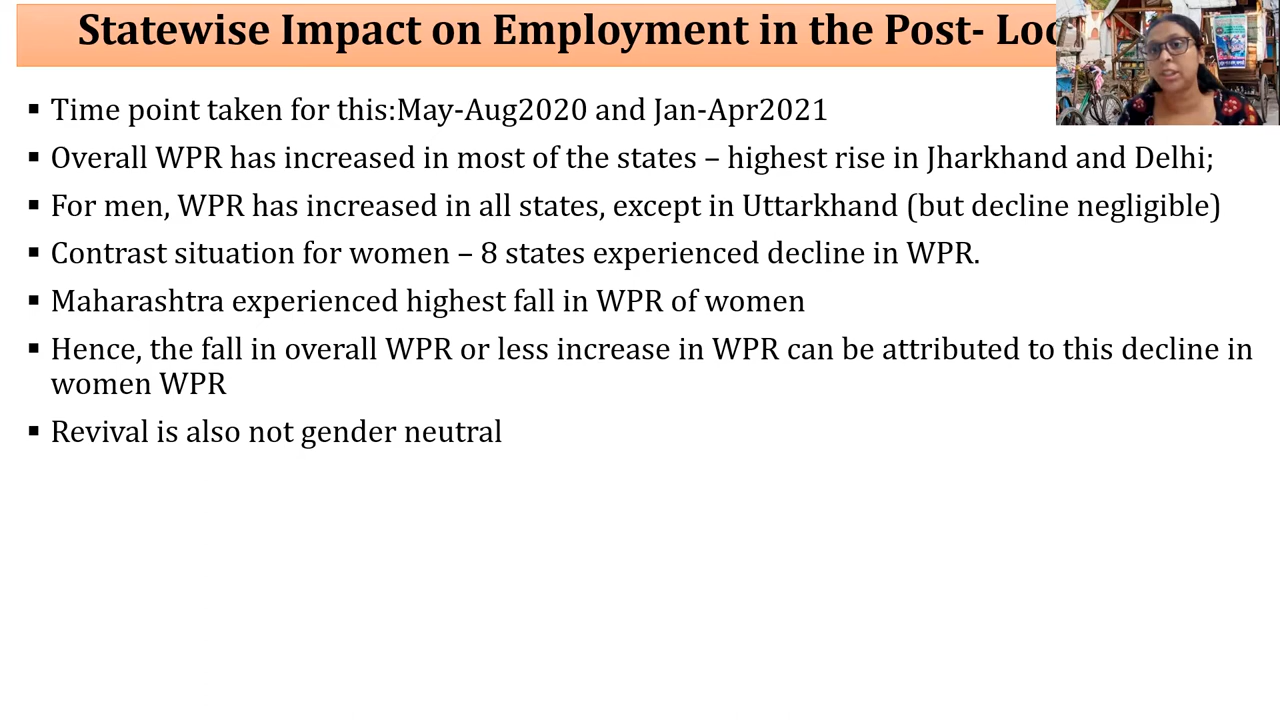 Statewise Impact on Employment in the Post-
▪ Time point taken for this:May-Aug2020 and Jan-Apr2021
▪ Overall WPR has increased in most of the states – highest rise in Jharkhand and Delhi;
▪ For men, WPR has increased in all states, except in Uttarkhand (but decline negligible)
▪ Contrast situation for women – 8 states experienced decline in WPR.
▪ Maharashtra experienced highest fall in WPR of women
▪ Hence, the fall in overall WPR or less increase in WPR can be attributed to this decline in
women WPR
▪ Revival is also not gender neutral